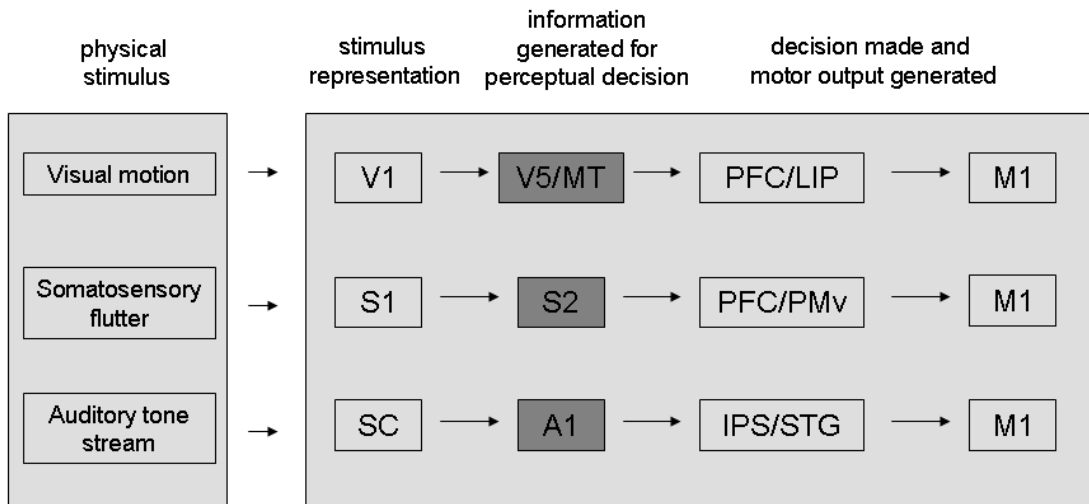 physical
stimulus
stimulus
representation
information
generated for
perceptual decision
decision made and
motor output generated
Visual motion
V1
V5/MT
PFC/LIP
M1
Somatosensory
flutter
S1
S2
PFC/PMv
M1
Auditory tone
stream
SC
A1
IPS/STG
M1